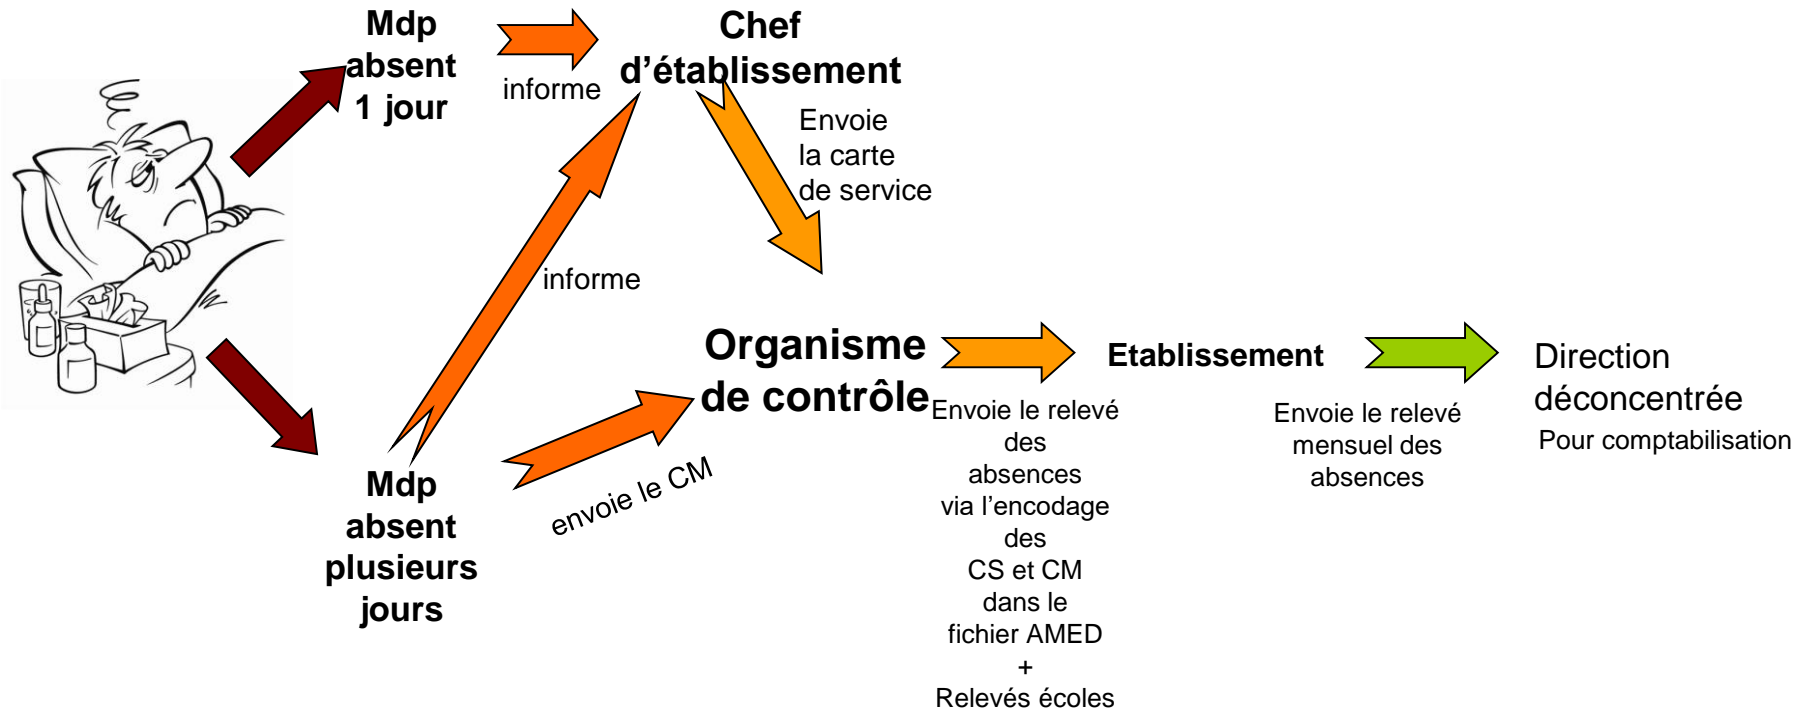 Mdp
absent
1 jour
informe
Chef
d’établissement
Envoie
la carte
de service
informe
Mdp
absent
plusieurs
jours
envoie le CM
Organisme
de contrôle
Envoie le relevé
des
absences
via l’encodage
des
CS et CM
dans le
fichier AMED
+
Relevés écoles
Etablissement
Envoie le relevé
mensuel des
absences
Direction
déconcentrée
Pour comptabilisation